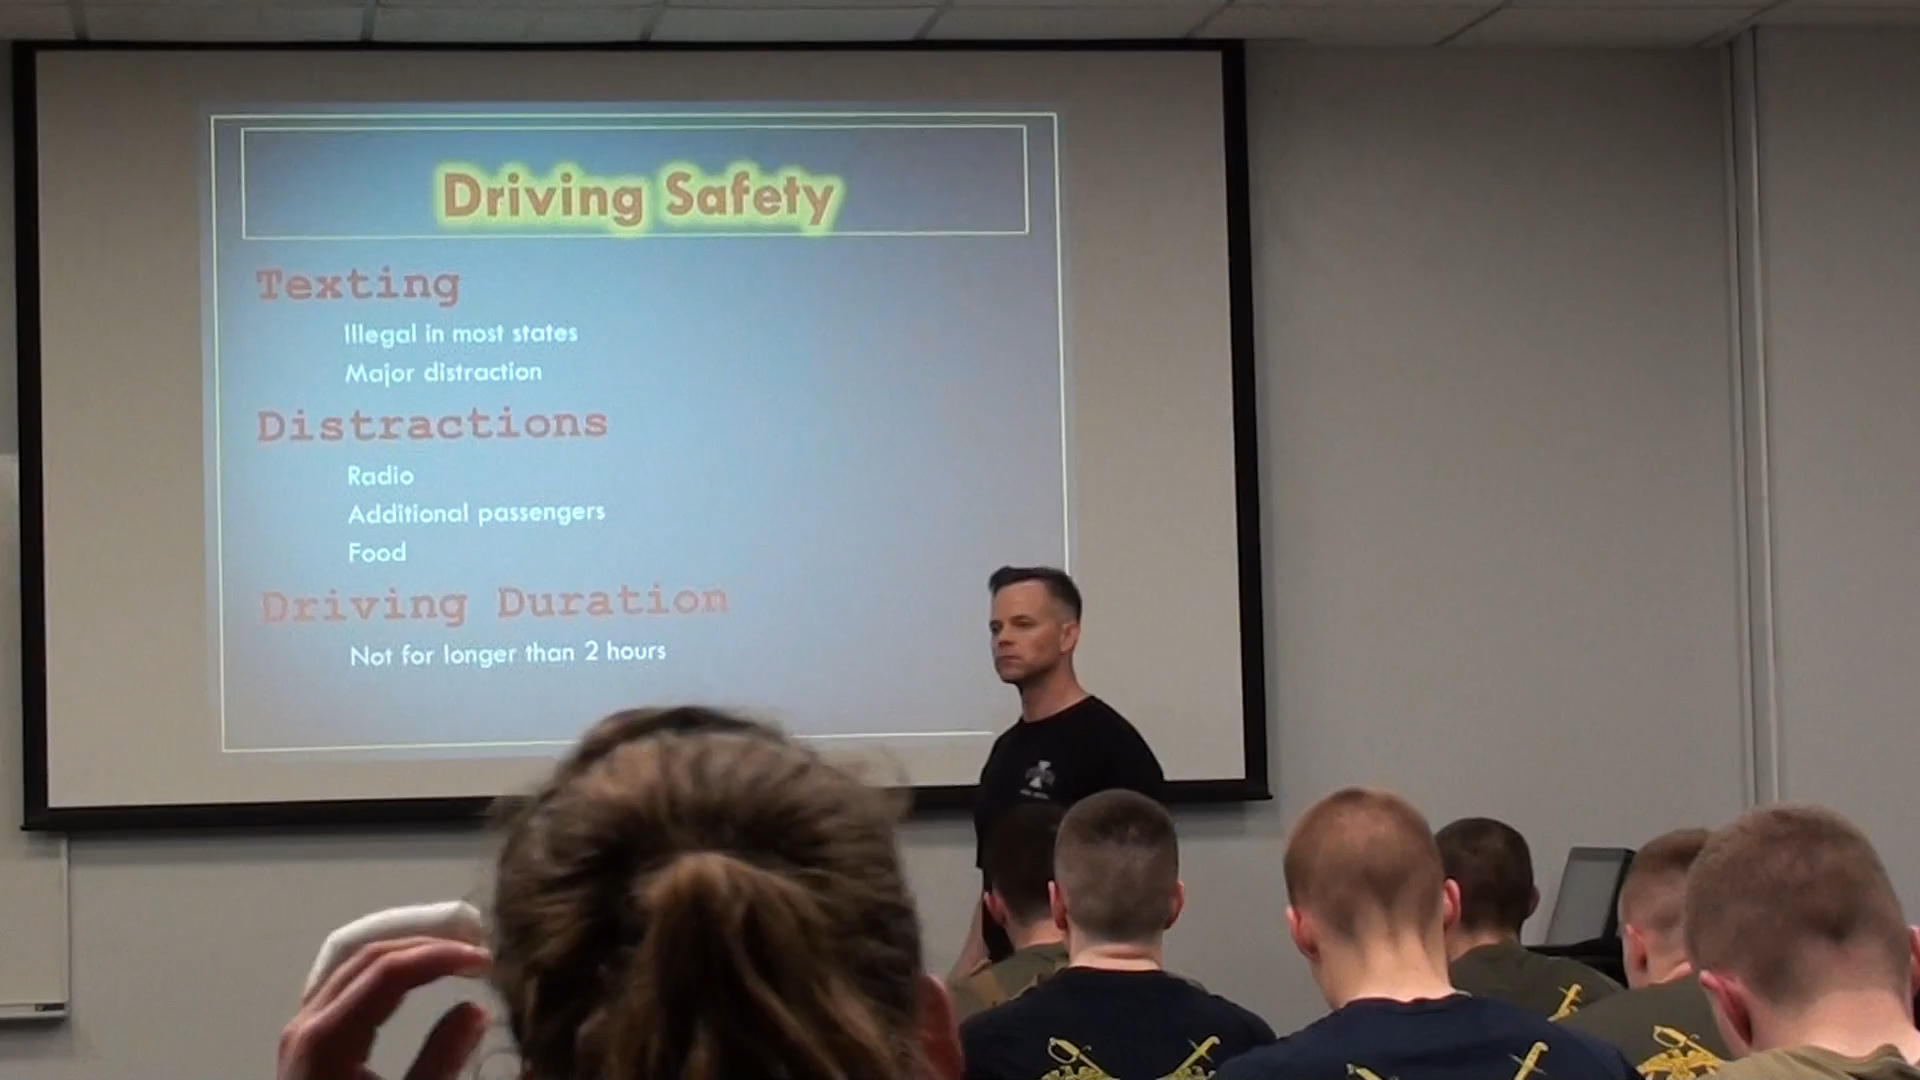 Driving Safety
Texting
Illegal in most states
Major distraction
Distractions
Radio
Additional passengers
Food
Driving Duration
Not for longer than 2 hours